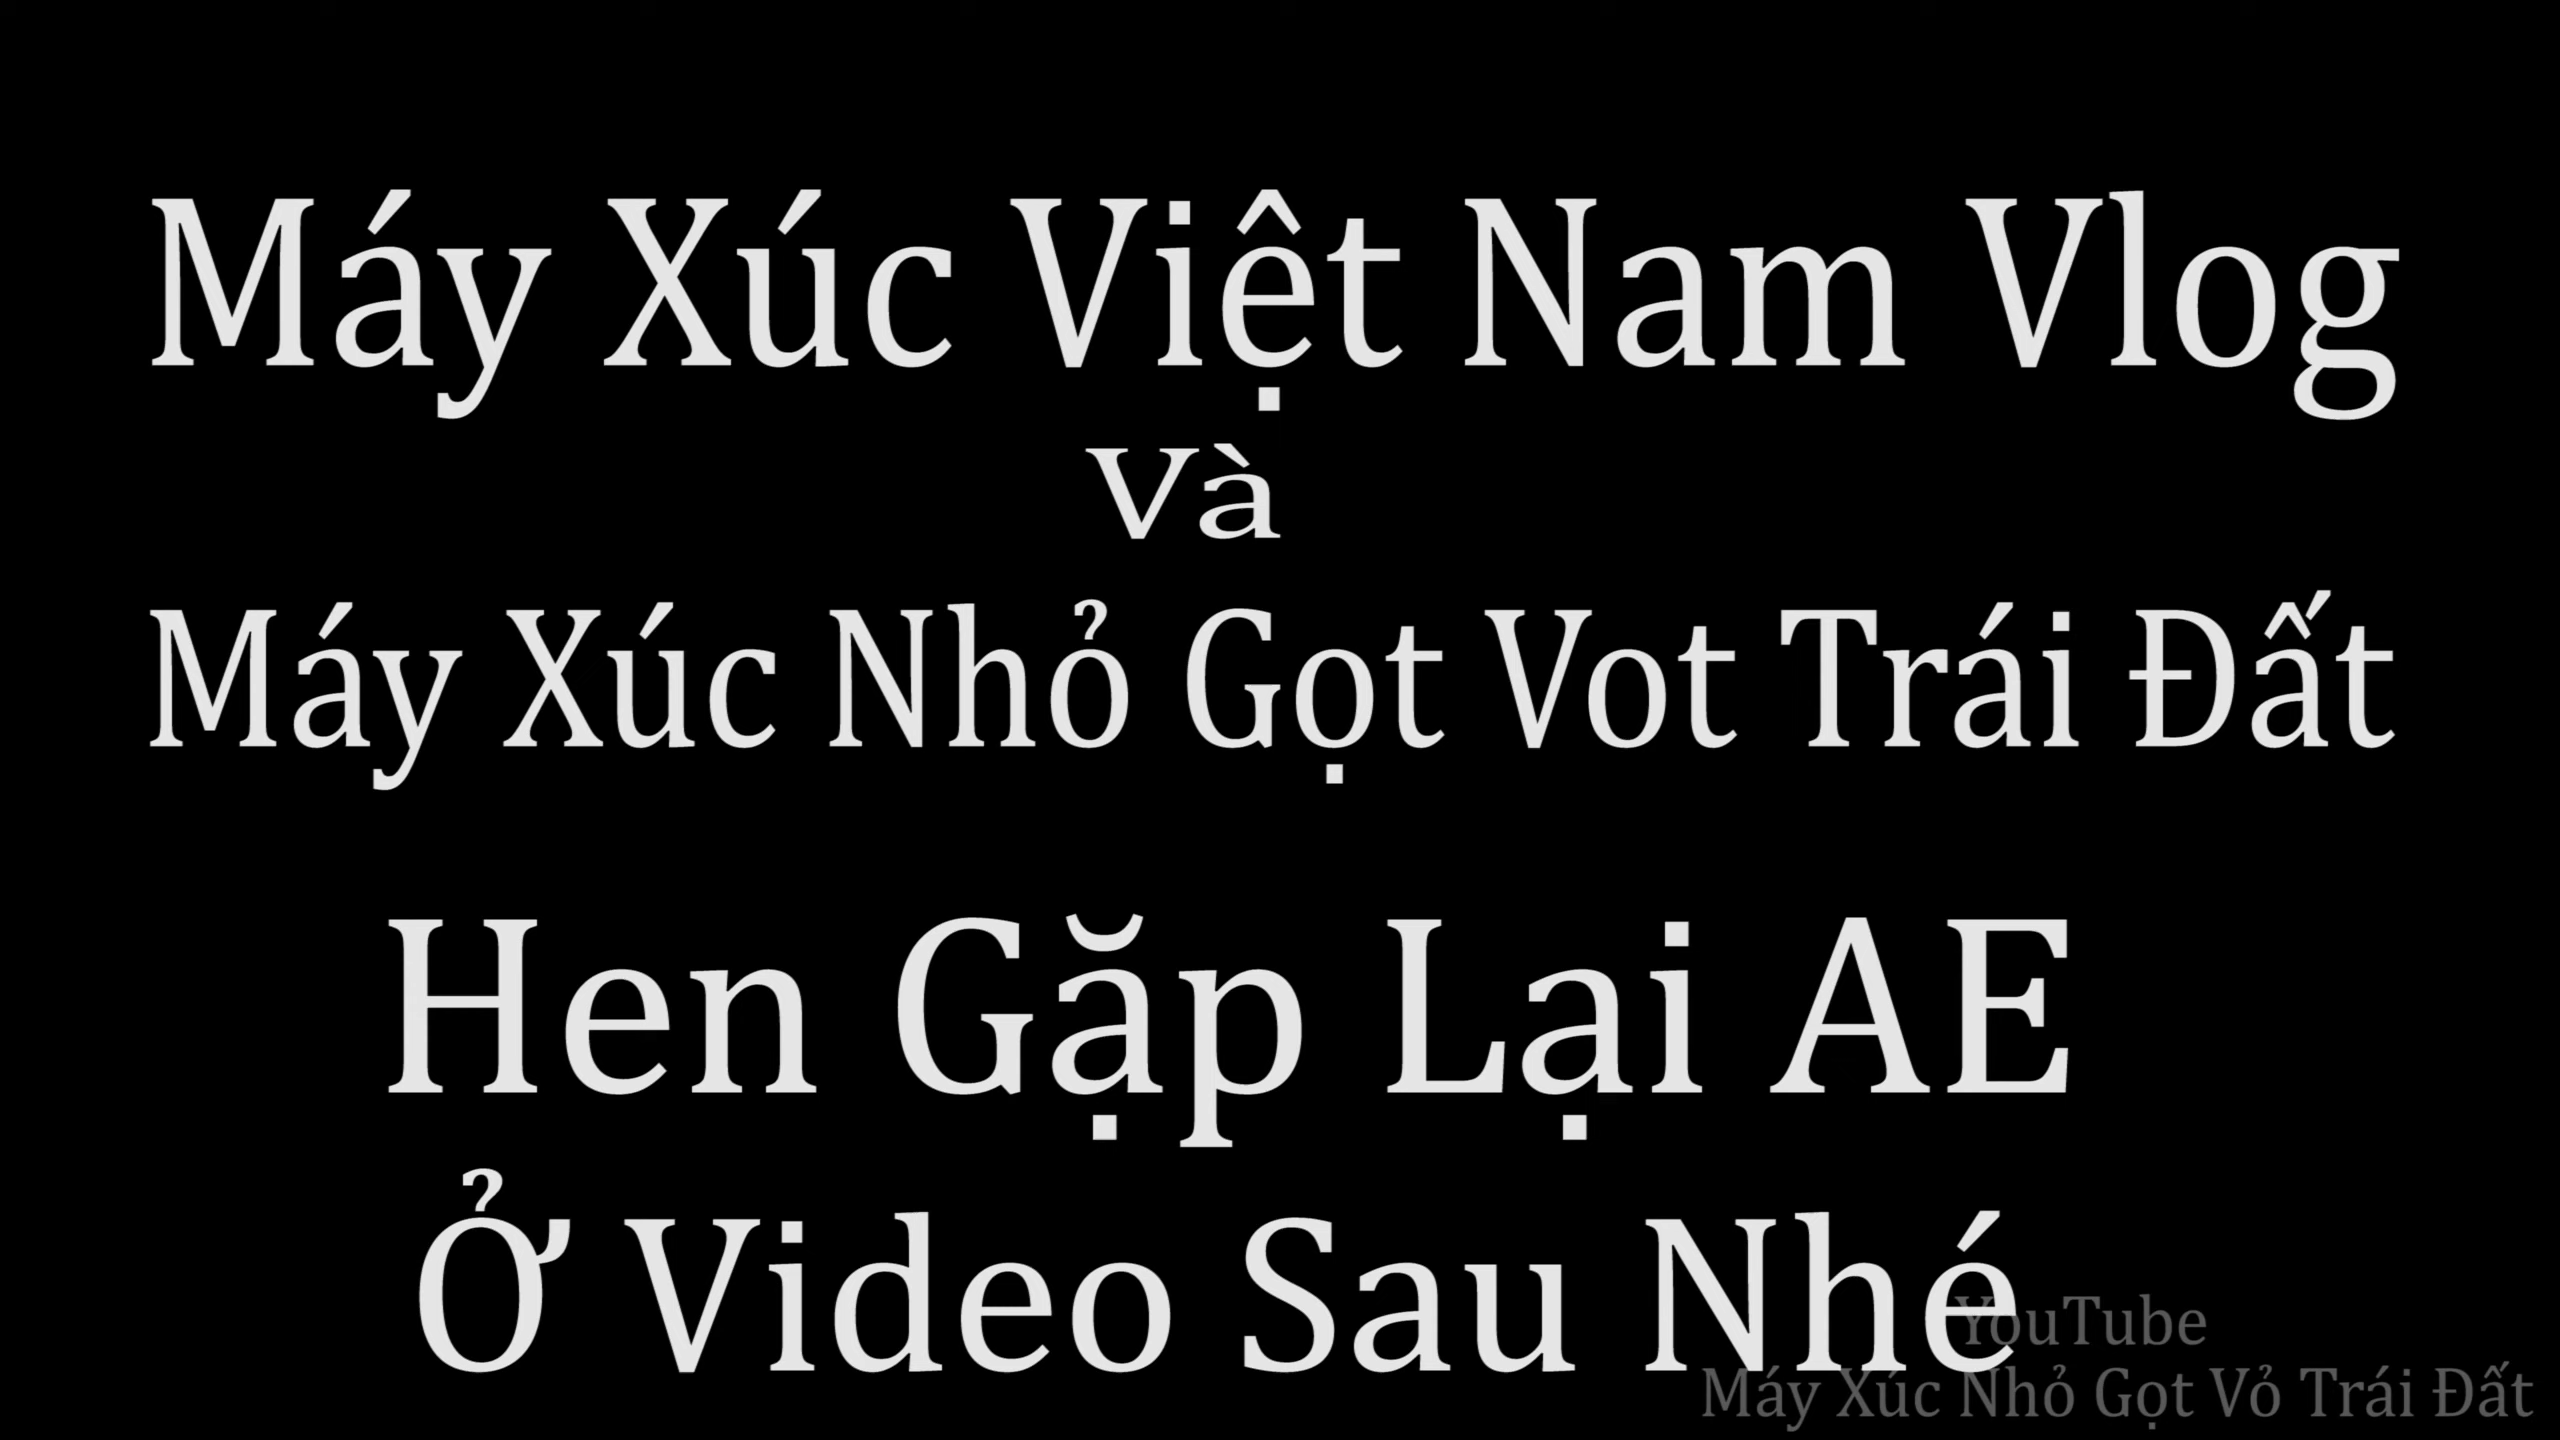 Máy Xúc Việt Nam Vlog
Và
Máy Xúc Nhỏ Gọt Vot Trái Đất
Hen Gặp Lại AE
Ở Video Sau Nhé
YouTube
Máy Xúc Nhỏ Gọt Vỏ Trái Đất